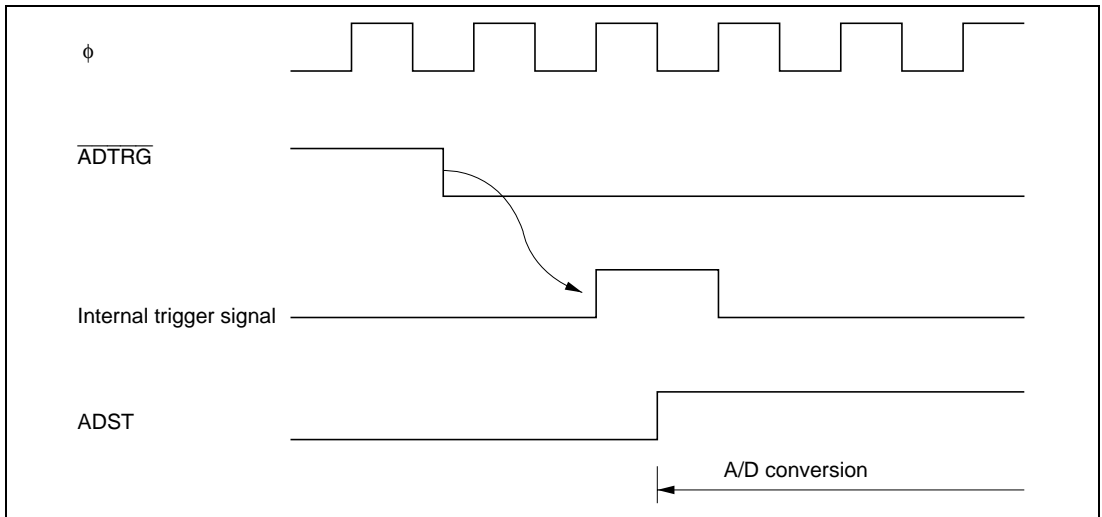 ϕ
ADTRG
Internal trigger signal
ADST
A/D conversion